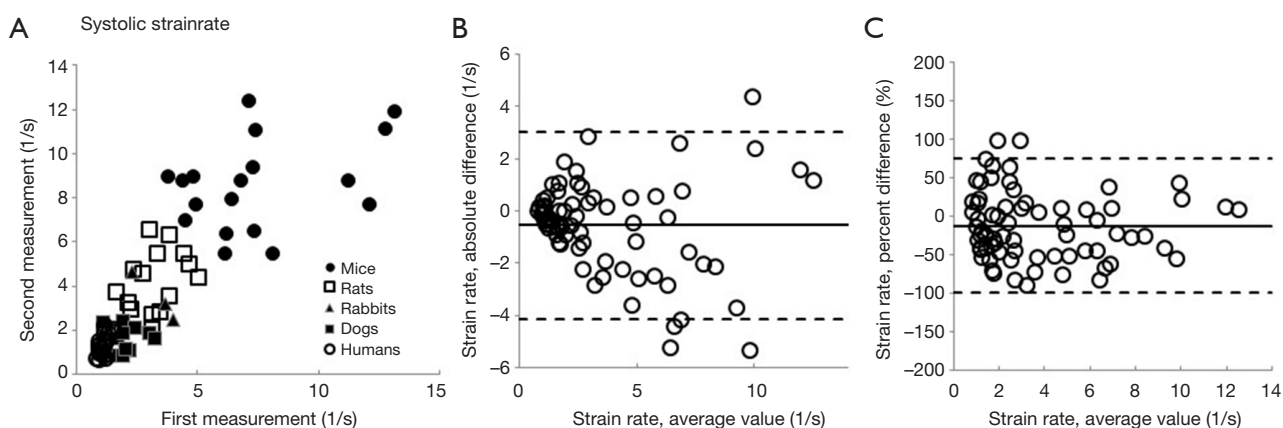 A
Systolic strainrate
Second measurement (1/s)
14
12
10
8
6
4
2
0
Mice
Rats
Rabbits
Dogs
Humans
0
5
10
15
First measurement (1/s)
B
Strain rate, absolute difference (1/s)
6
4
2
0
–2
–4
–6
0
5
10
Strain rate, average value (1/s)
C
Strain rate, percent difference (%)
200
150
100
50
0
–50
–100
–150
–200
0
2
4
6
8
10
12
14
Strain rate, average value (1/s)